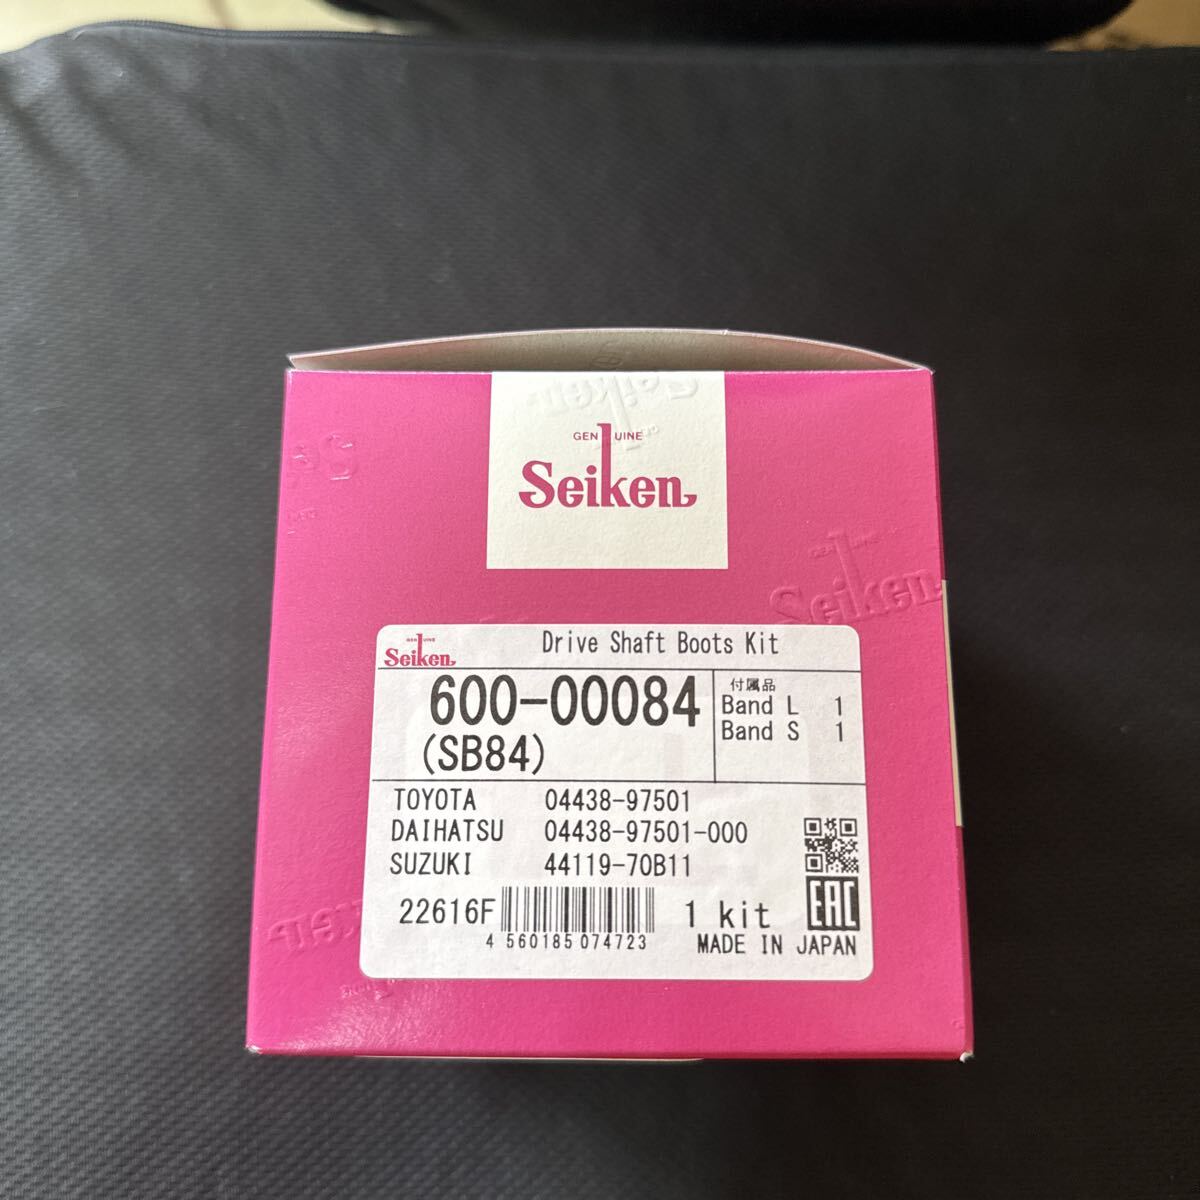 GENUINE
Seiken
GENUINE
Seiken
GENUINE
Seiken
Drive Shaft Boots Kit
600-00084
(SB84)
付属品
Band L 1
Band S 1
TOYOTA 04438-97501
DAIHATSU 04438-97501-000
SUZUKI 44119-70B11
22616F
4 560185 074723
1 kit
EAC
MADE IN JAPAN